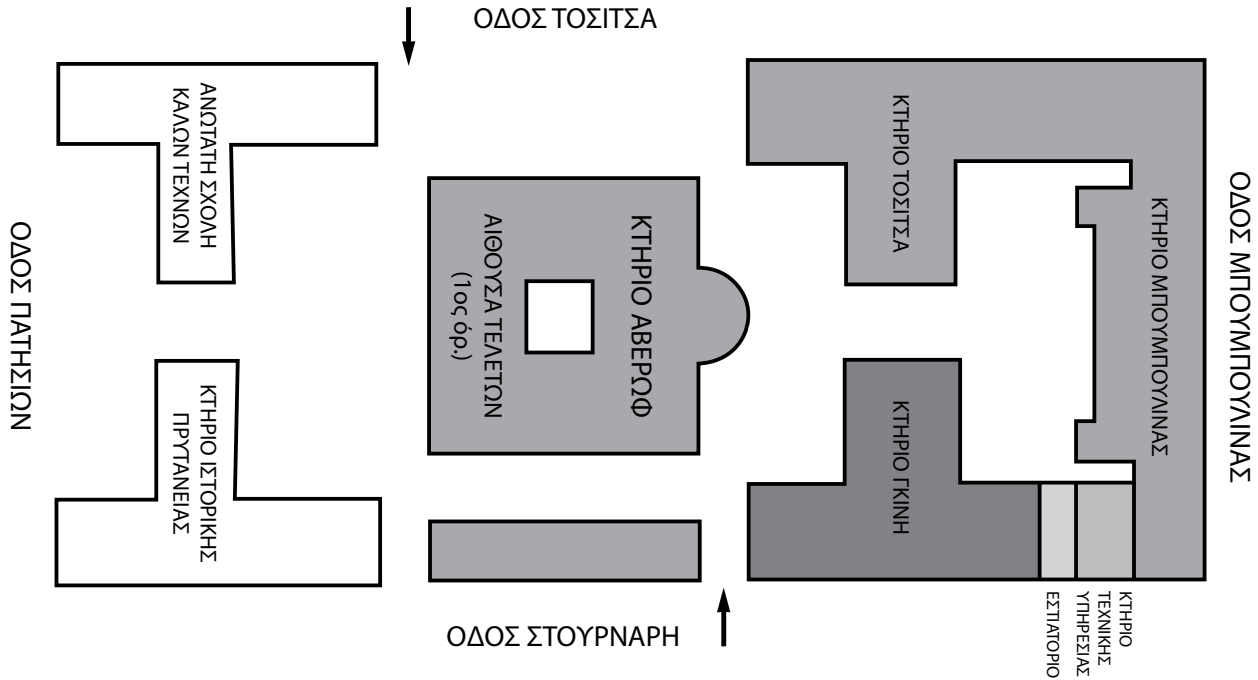 ΟΔΟΣ ΤΟΣΙΤΣΑ
ΑΝΩΤΑΤΗ ΣΧΟΛΗ
ΚΑΛΩΝ ΤΕΧΝΩΝ
ΚΤΗΡΙΟ ΤΟΣΙΤΣΑ
ΟΔΟΣ ΠΑΤΗΣΙΩΝ
ΚΤΗΡΙΟ ΑΒΕΡΩΦ
ΑΙΘΟΥΣΑ ΤΕΛΕΤΩΝ
(1ος όρ.)
ΚΤΗΡΙΟ ΜΠΟΥΜΠΟΥΛΙΝΑΣ
ΟΔΟΣ ΜΠΟΥΜΠΟΥΛΙΝΑΣ
ΚΤΗΡΙΟ ΙΣΤΟΡΙΚΗΣ
ΠΡΥΤΑΝΕΙΑΣ
ΚΤΗΡΙΟ ΓΚΙΝΗ
ΚΤΗΡΙΟ
ΤΕΧΝΙΚΗΣ
ΥΠΗΡΕΣΙΑΣ
ΕΣΤΙΑΤΟΡΙΟ
ΟΔΟΣ ΣΤΟΥΡΝΑΡΗ